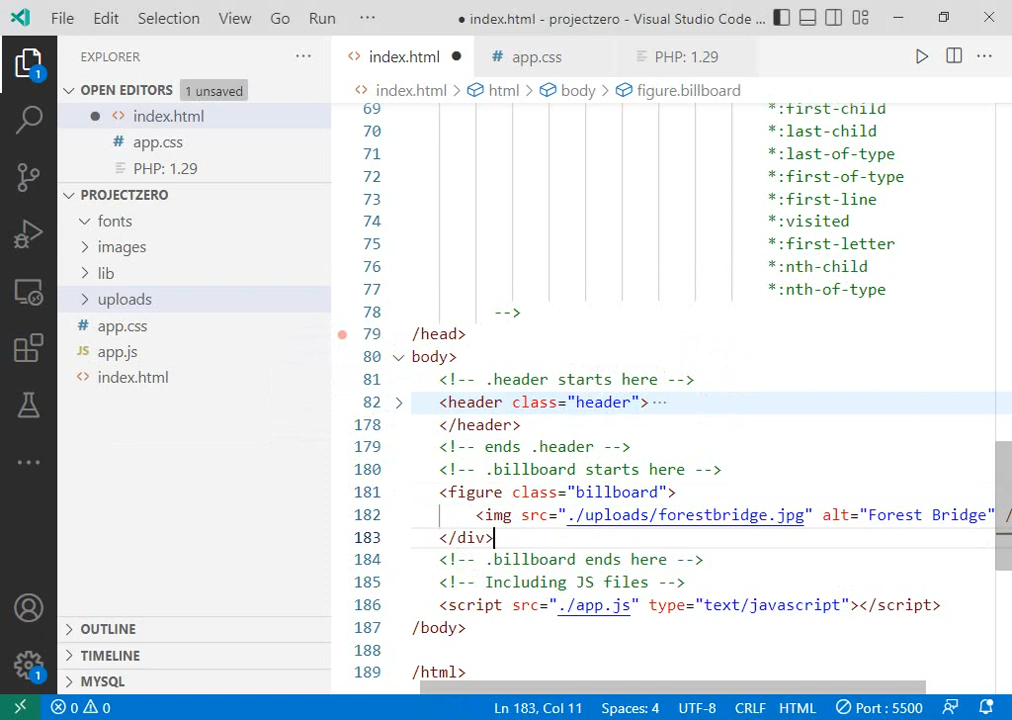 File Edit Selection View Go Run ··· ● index.html - projectzero - Visual Studio Code ...
EXPLORER ···
index.html ●
# app.css
PHP: 1.29
OPEN EDITORS 1 unsaved
● <> index.html
# app.css
PHP: 1.29
PROJECTZERO
fonts
images
lib
uploads
# app.css
JS app.js
<> index.html
OUTLINE
TIMELINE
MYSQL
1
1
<> index.html > html > body > figure.billboard
69 *:first-child
70 *:last-child
71 *:last-of-type
72 *:first-of-type
73 *:first-line
74 *:visited
75 *:first-letter
76 *:nth-child
77 *:nth-of-type
78 -->
79 /head>
80 body>
81 <!-- .header starts here -->
82 <header class="header">···
178 </header>
179 <!-- ends .header -->
180 <!-- .billboard starts here -->
181 <figure class="billboard">
182 <img src="./uploads/forestbridge.jpg" alt="Forest Bridge" /
183 </div>
184 <!-- .billboard ends here -->
185 <!-- Including JS files -->
186 <script src="./app.js" type="text/javascript"></script>
187 /body>
188
189 /html>
0 0 Ln 183, Col 11 Spaces: 4 UTF-8 CRLF HTML Port : 5500